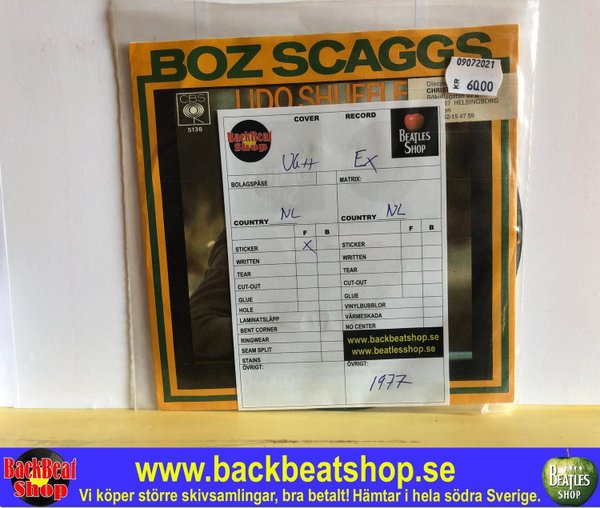 BOZ SCAGGS
LIDO SHUFFLE
CBS
5136
09072021
KR 60.00
HELSINGBORG
COVER RECORD
BackBeat Shop
BEATLES SHOP
VG++ EX
BOLAGSPÅSE MATRIX:
COUNTRY NL COUNTRY NL
F B F B
STICKER X STICKER
WRITTEN WRITTEN
TEAR TEAR
CUT-OUT CUT-OUT
GLUE GLUE
HOLE VINYLBUBBLOR
LAMINATSLÄPP VÄRMESKADA
BENT CORNER NO CENTER
RINGWEAR
SEAM SPLIT
STAINS
www.backbeatshop.se
www.beatlesshop.se
ÖVRIGT: ÖVRIGT:
1977
BackBeat Shop
www.backbeatshop.se
Vi köper större skivsamlingar, bra betalt! Hämtar i hela södra Sverige.
BEATLES SHOP